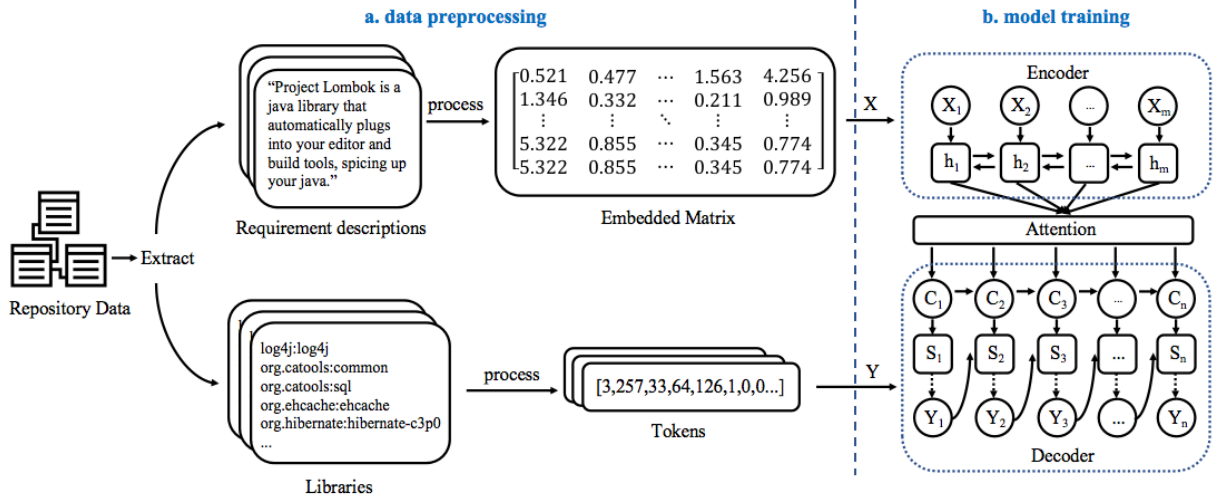 a. data preprocessing
b. model training
Repository Data
Extract
“Project Lombok is a
java library that
automatically plugs
into your editor and
build tools, spicing up
your java.”
Requirement descriptions
process
0.521 0.477 ⋯ 1.563 4.256
1.346 0.332 ⋯ 0.211 0.989
⋮ ⋮ ⋱ ⋮ ⋮
5.322 0.855 ⋯ 0.345 0.774
5.322 0.855 ⋯ 0.345 0.774
Embedded Matrix
X
log4j:log4j
org.catools:common
org.catools:sql
org.ehcache:ehcache
org.hibernate:hibernate-c3p0
...
Libraries
process
[3,257,33,64,126,1,0,0...]
Tokens
Y
Encoder
X1 X2 ... Xm
h1 h2 ... hm
Attention
C1 C2 C3 ... Cn
S1 S2 S3 ... Sn
Y1 Y2 Y3 ... Yn
Decoder